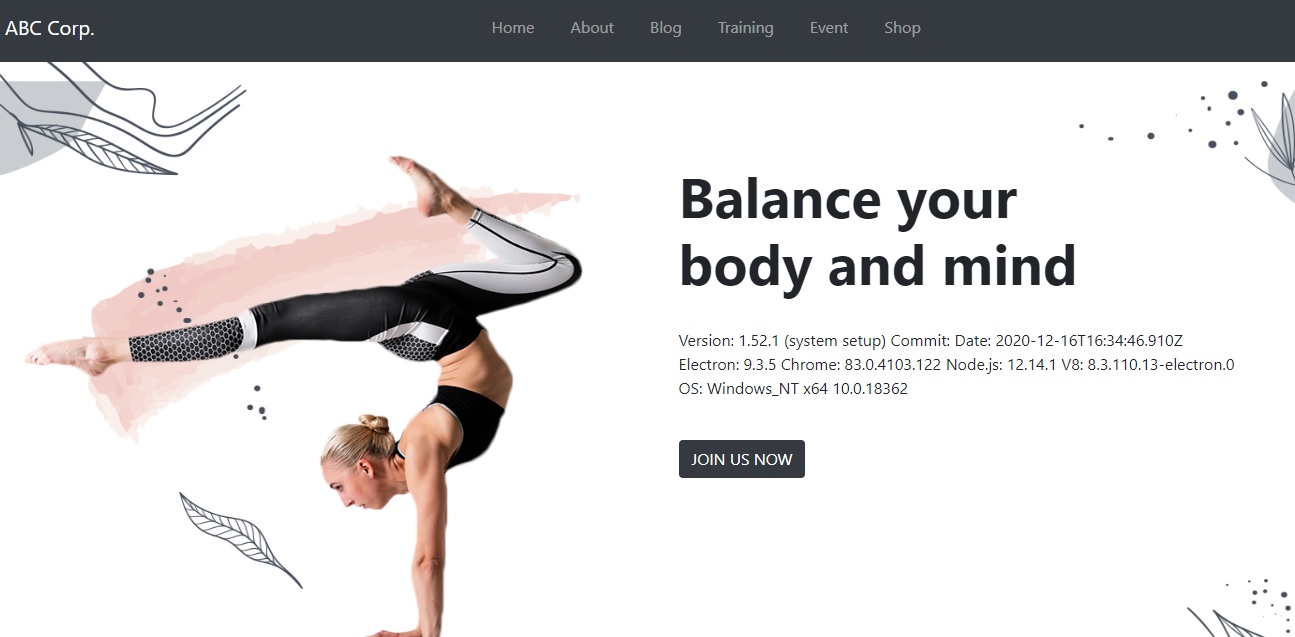 ABC Corp.
Home About Blog Training Event Shop
Balance your
body and mind
Version: 1.52.1 (system setup) Commit: Date: 2020-12-16T16:34:46.910Z
Electron: 9.3.5 Chrome: 83.0.4103.122 Node.js: 12.14.1 V8: 8.3.110.13-electron.0
OS: Windows_NT x64 10.0.18362
JOIN US NOW